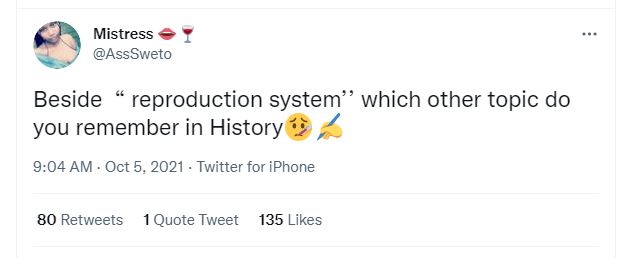 Mistress 👄🍷
@AssSweto
Beside “ reproduction system’’ which other topic do
you remember in History🤒✍️
9:04 AM · Oct 5, 2021 · Twitter for iPhone
80 Retweets 1 Quote Tweet 135 Likes